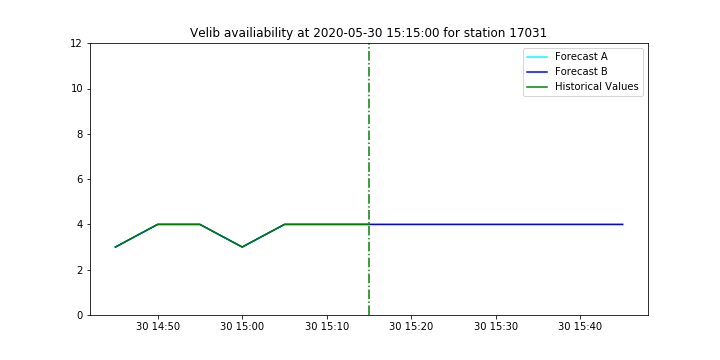 Velib availiability at 2020-05-30 15:15:00 for station 17031
12
10
8
6
4
2
0
Forecast A
Forecast B
Historical Values
30 14:50 30 15:00 30 15:10 30 15:20 30 15:30 30 15:40